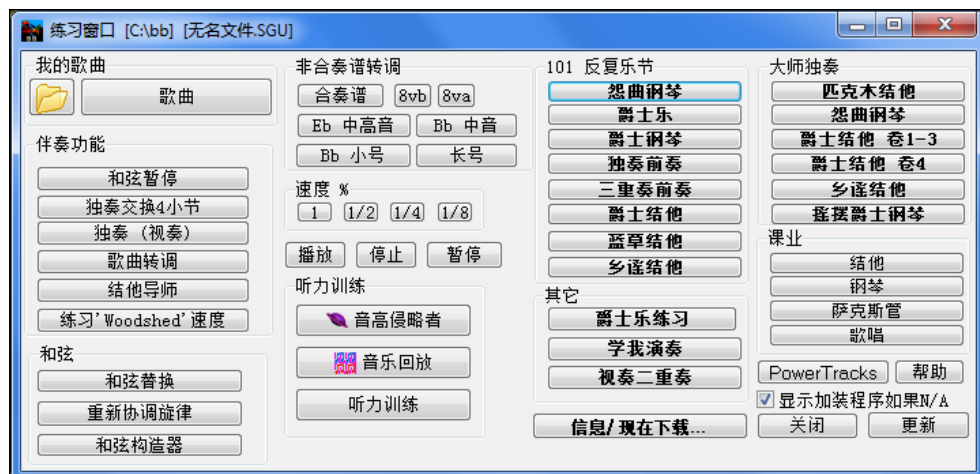 练习窗口 [C:\bb] [无名文件.SGU]
我的歌曲
歌曲
伴奏功能
和弦暂停
独奏交换4小节
独奏 (视奏)
歌曲转调
结他导师
练习'Woodshed'速度
和弦
和弦替换
重新协调旋律
和弦构造器
非合奏谱转调
合奏谱 8vb 8va
Eb 中高音 Bb 中音
Bb 小号 长号
速度 %
1 1/2 1/4 1/8
播放 停止 暂停
听力训练
音高侵略者
音乐回放
听力训练
101 反复乐节
怨曲钢琴
爵士乐
爵士钢琴
独奏前奏
三重奏前奏
爵士结他
蓝草结他
乡谣结他
其它
爵士乐练习
学我演奏
视奏二重奏
信息/现在下载...
大师独奏
匹克木结他
怨曲钢琴
爵士结他 卷1-3
爵士结他 卷4
乡谣结他
摇摆爵士钢琴
课业
结他
钢琴
萨克斯管
歌唱
PowerTracks 帮助
显示加装程序如果N/A
关闭 更新